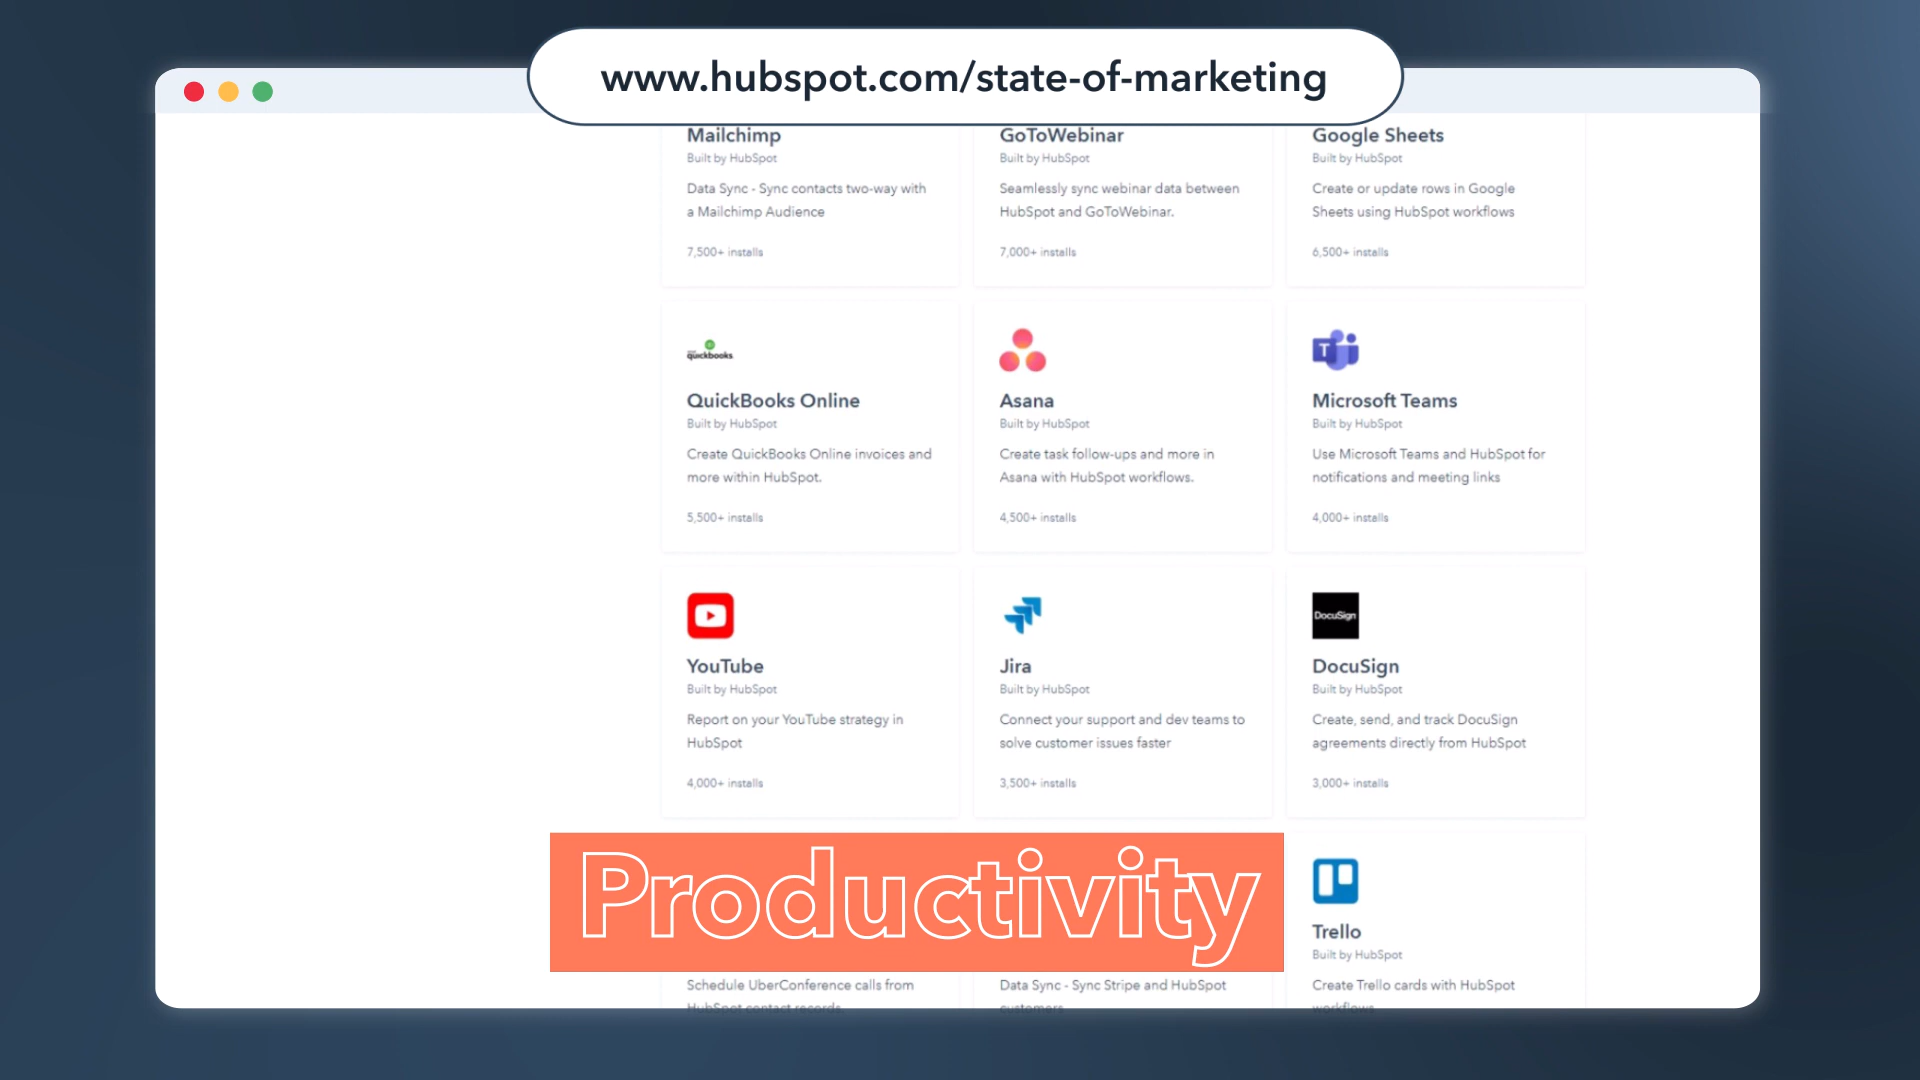 www.hubspot.com/state-of-marketing
Mailchimp
Built by HubSpot
Data Sync - Sync contacts two-way with
a Mailchimp Audience
7,500+ installs
GoToWebinar
Built by HubSpot
Seamlessly sync webinar data between
HubSpot and GoToWebinar.
7,000+ installs
Google Sheets
Built by HubSpot
Create or update rows in Google
Sheets using HubSpot workflows
6,500+ installs
quickbooks
QuickBooks Online
Built by HubSpot
Create QuickBooks Online invoices and
more within HubSpot.
5,500+ installs
Asana
Built by HubSpot
Create task follow-ups and more in
Asana with HubSpot workflows.
4,500+ installs
T
Microsoft Teams
Built by HubSpot
Use Microsoft Teams and HubSpot for
notifications and meeting links
4,000+ installs
YouTube
Built by HubSpot
Report on your YouTube strategy in
HubSpot
4,000+ installs
Jira
Built by HubSpot
Connect your support and dev teams to
solve customer issues faster
3,500+ installs
DocuSign
DocuSign
Built by HubSpot
Create, send, and track DocuSign
agreements directly from HubSpot
3,000+ installs
Productivity
Schedule UberConference calls from
HubSpot contact records.
Data Sync - Sync Stripe and HubSpot
customers
Trello
Built by HubSpot
Create Trello cards with HubSpot
workflows